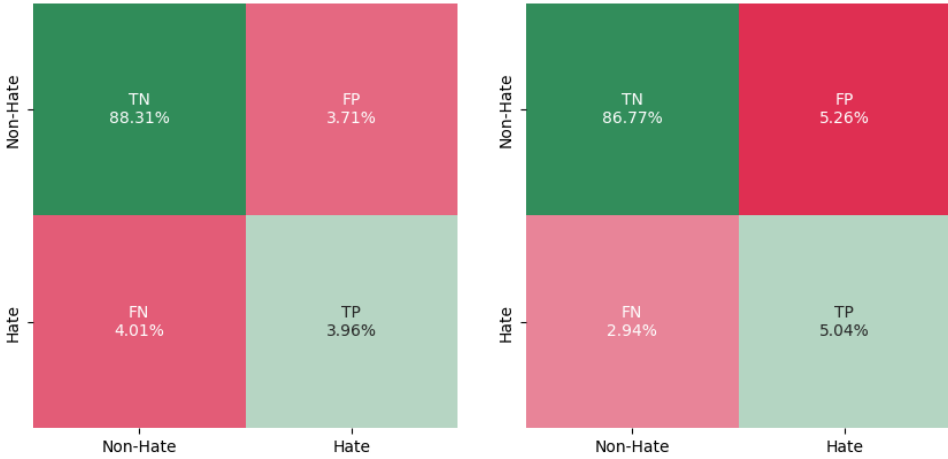 Non-Hate
TN
88.31%
FP
3.71%
Hate
FN
4.01%
TP
3.96%
Non-Hate
Hate
Non-Hate
TN
86.77%
FP
5.26%
Hate
FN
2.94%
TP
5.04%
Non-Hate
Hate